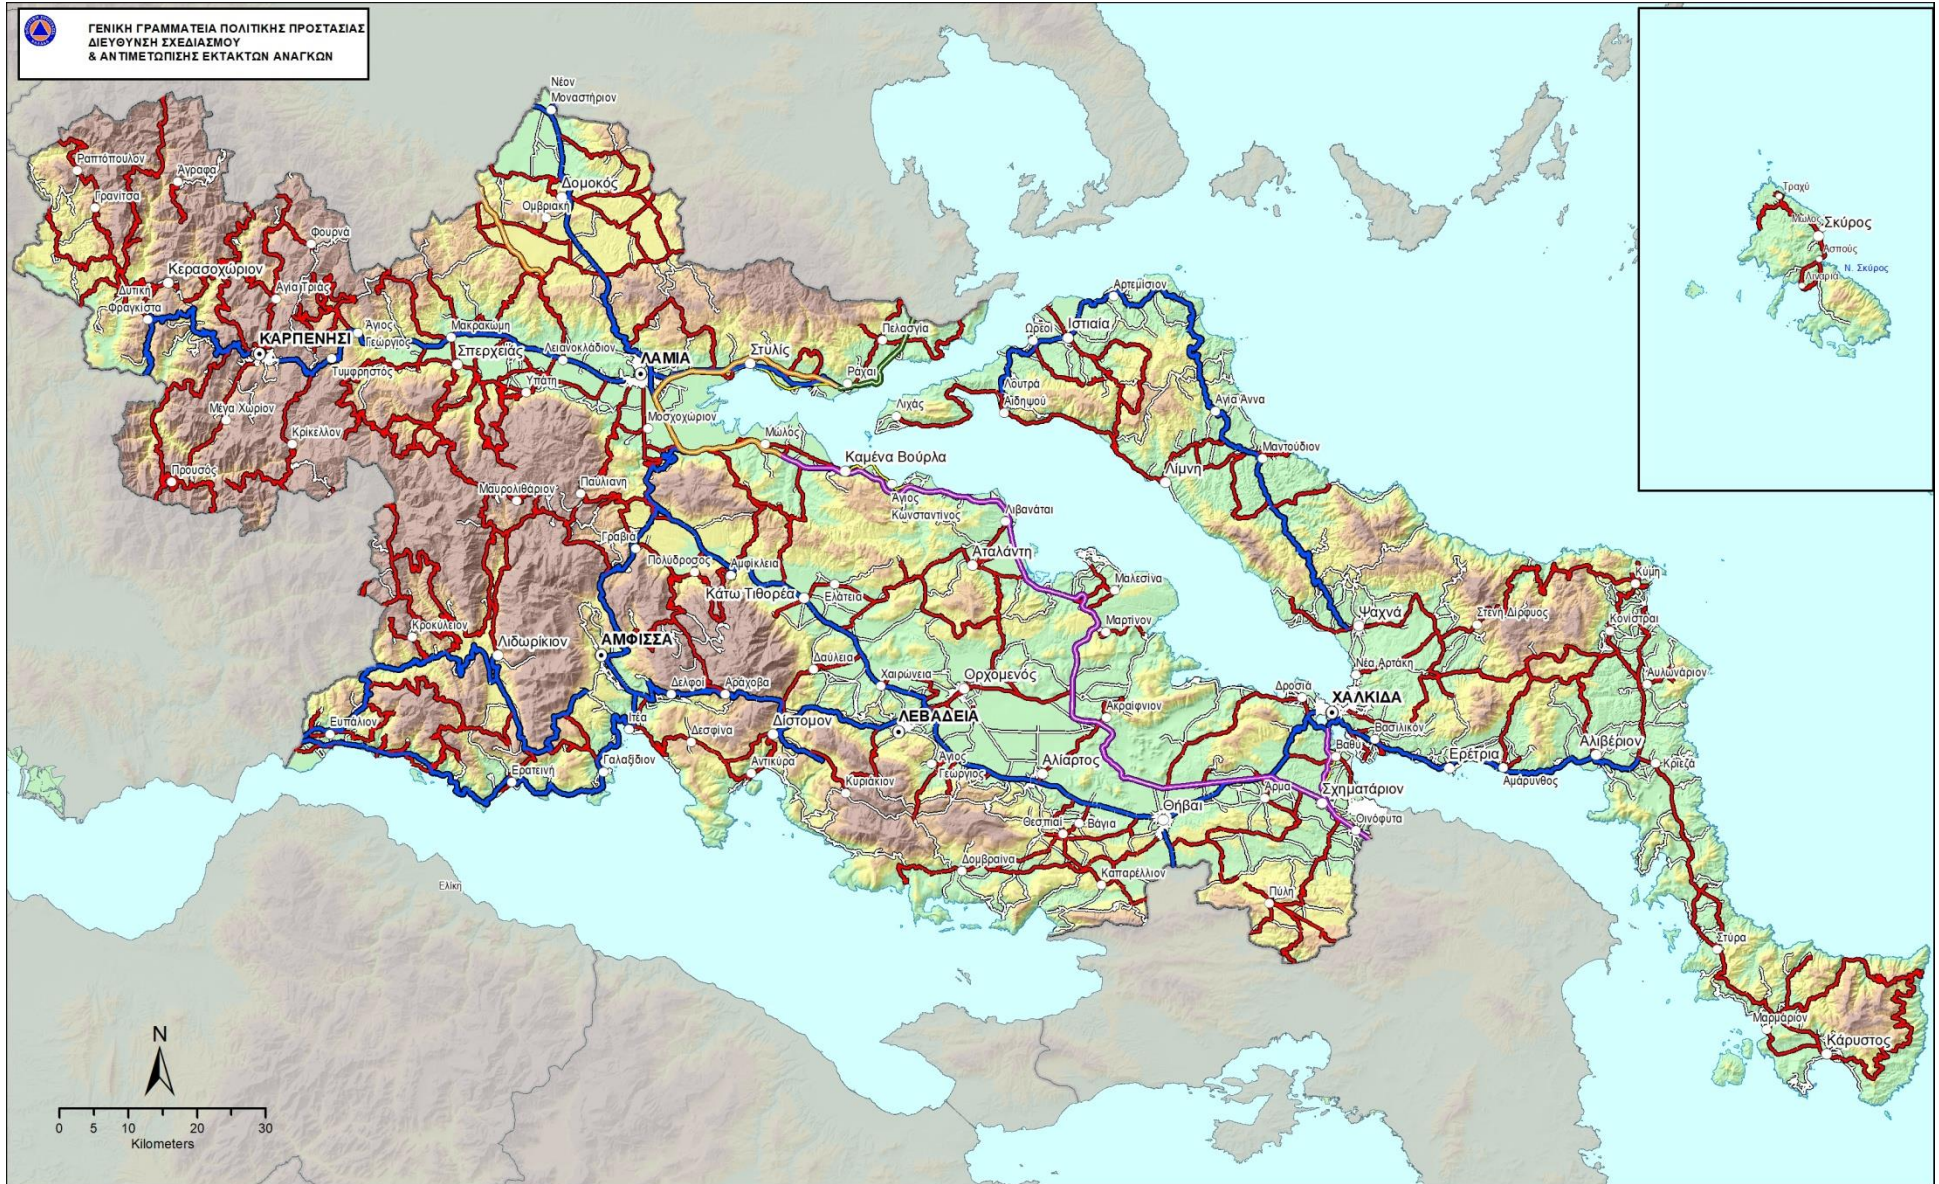 ΓΕΝΙΚΗ ΓΡΑΜΜΑΤΕΙΑ ΠΟΛΙΤΙΚΗΣ ΠΡΟΣΤΑΣΙΑΣ
ΔΙΕΥΘΥΝΣΗ ΣΧΕΔΙΑΣΜΟΥ
& ΑΝΤΙΜΕΤΩΠΙΣΗΣ ΕΚΤΑΚΤΩΝ ΑΝΑΓΚΩΝ
Νέον
Μοναστήριον
Ραπτόπουλον
Άγραφα
Γρανίτσα
Δομοκός
Ομβριακή
Φουρνά
Κερασοχώριον
Αγία Τριάς
Δυτική
Φραγκίστα
ΚΑΡΠΕΝΗΣΙ
Άγιος
Γεώργιος
Μακρακώμη
Σπερχειάς
Λειανοκλάδιον
ΛΑΜΙΑ
Στυλίς
Πελασγία
Τυμφρηστός
Υπάτη
Ράχαι
Μέγα Χωρίον
Κρίκελλον
Μοσχοχώριον
Μώλος
Προυσός
Μαυρολιθάριον
Παύλιανη
Καμένα Βούρλα
Άγιος
Κωνσταντίνος
Λιβανάται
Αταλάντη
Γραβιά
Πολύδροσος
Αμφίκλεια
Κάτω Τιθορέα
Ελάτεια
Μαλεσίνα
Μαρτίνον
Κροκύλειον
Λιδωρίκιον
ΑΜΦΙΣΣΑ
Δαύλεια
Χαιρώνεια
Ορχομενός
Δελφοί
Αράχοβα
Ευπάλιον
Ιτέα
Δεσφίνα
Δίστομον
ΛΕΒΑΔΕΙΑ
Ακραίφνιον
Ερατεινή
Γαλαξίδιον
Αντικύρα
Κυριάκιον
Άγιος
Γεώργιος
Αλίαρτος
Θήβαι
Άρμα
Σχηματάριον
Οινόφυτα
Θεσπιαί
Βάγια
Δομβραίνα
Καπαρέλλιον
Πύλη
Ελίκη
Αρτεμίσιον
Ωρεοί
Ιστιαία
Λουτρά
Αιδηψού
Λιχάς
Αγία Άννα
Μαντούδιον
Λίμνη
Ψαχνά
Στενή Δίρφυος
Κύμη
Κονίστραι
Νέα Αρτάκη
Αυλωνάριον
Δροσιά
ΧΑΛΚΙΔΑ
Βασιλικόν
Βαθύ
Ερέτρια
Αμάρυνθος
Αλιβέριον
Κριεζά
Στύρα
Μαρμάριον
Κάρυστος
Τραχύ
Μώλος
Σκύρος
Ασπούς
Ν. Σκύρος
Λιναριά
N
0 5 10 20 30
Kilometers